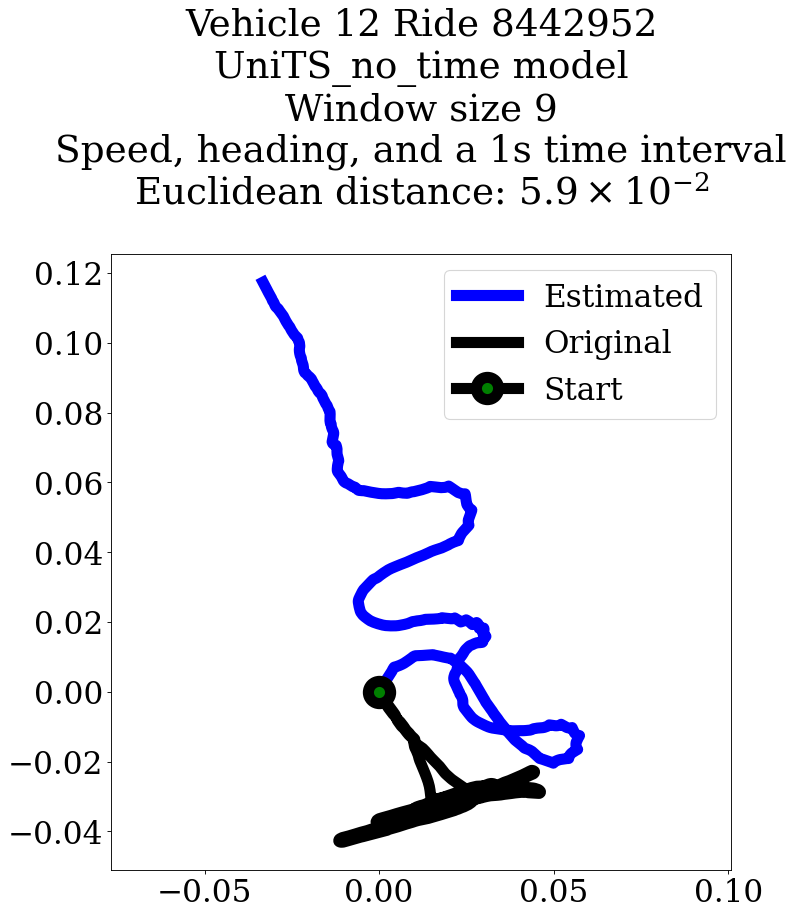 Vehicle 12 Ride 8442952
UniTS_no_time model
Window size 9
Speed, heading, and a 1s time interval
Euclidean distance: 5.9 × 10⁻²
Estimated
Original
Start
0.12
0.10
0.08
0.06
0.04
0.02
0.00
−0.02
−0.04
−0.05
0.00
0.05
0.10